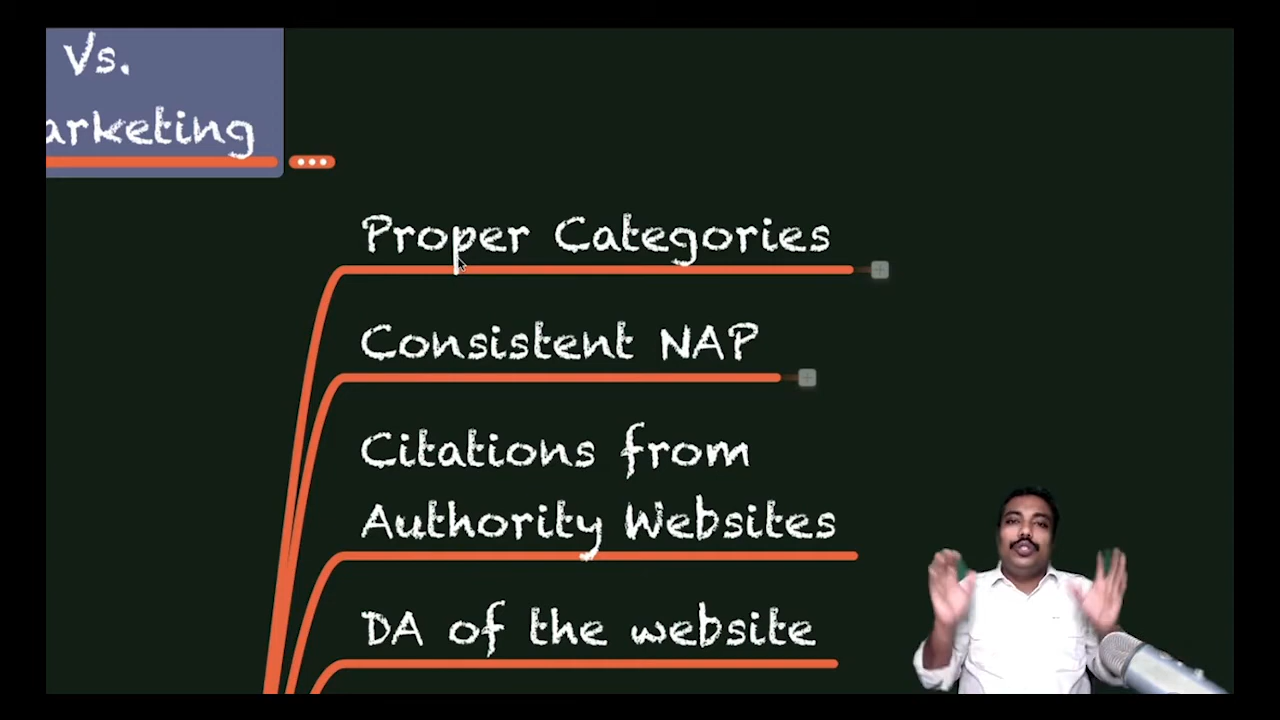 Vs.
arketing
Proper Categories
Consistent NAP
Citations from
Authority Websites
DA of the website